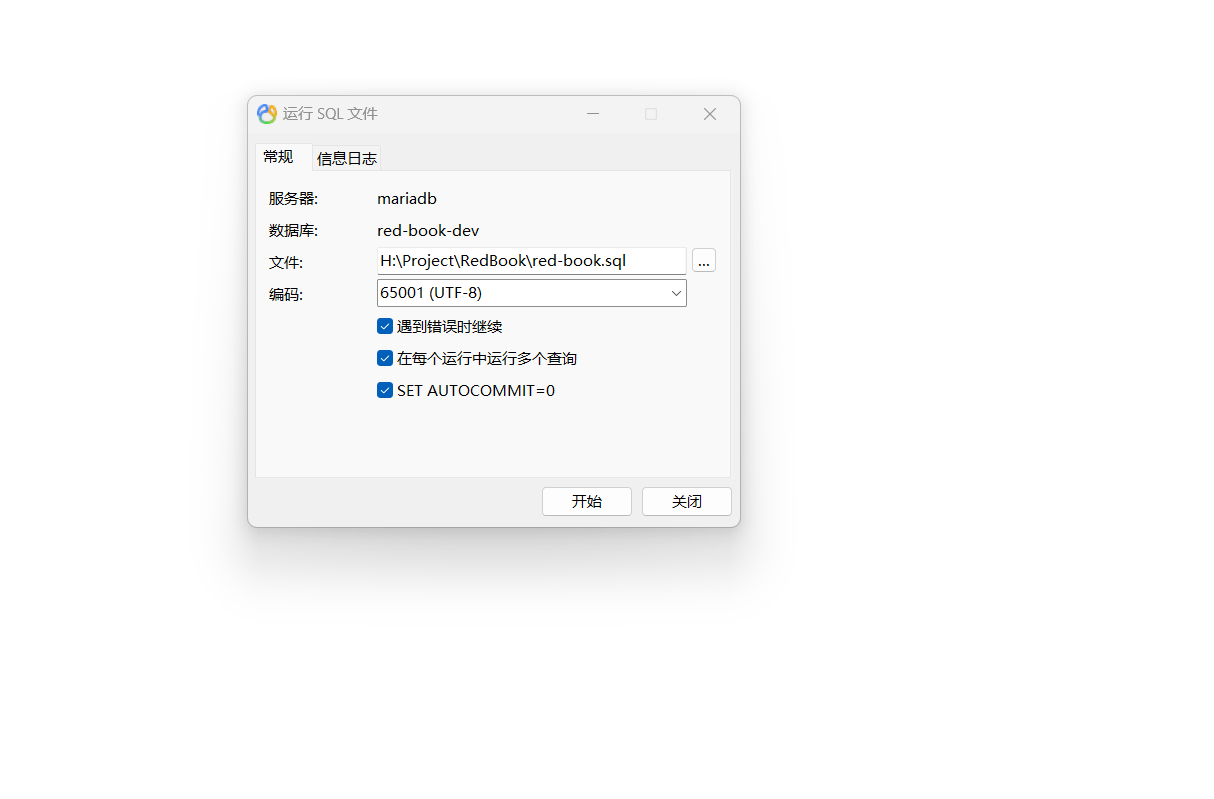 运行 SQL 文件
常规 信息日志
服务器: mariadb
数据库: red-book-dev
文件: H:\Project\RedBook\red-book.sql ...
编码: 65001 (UTF-8)
遇到错误时继续
在每个运行中运行多个查询
SET AUTOCOMMIT=0
开始 关闭